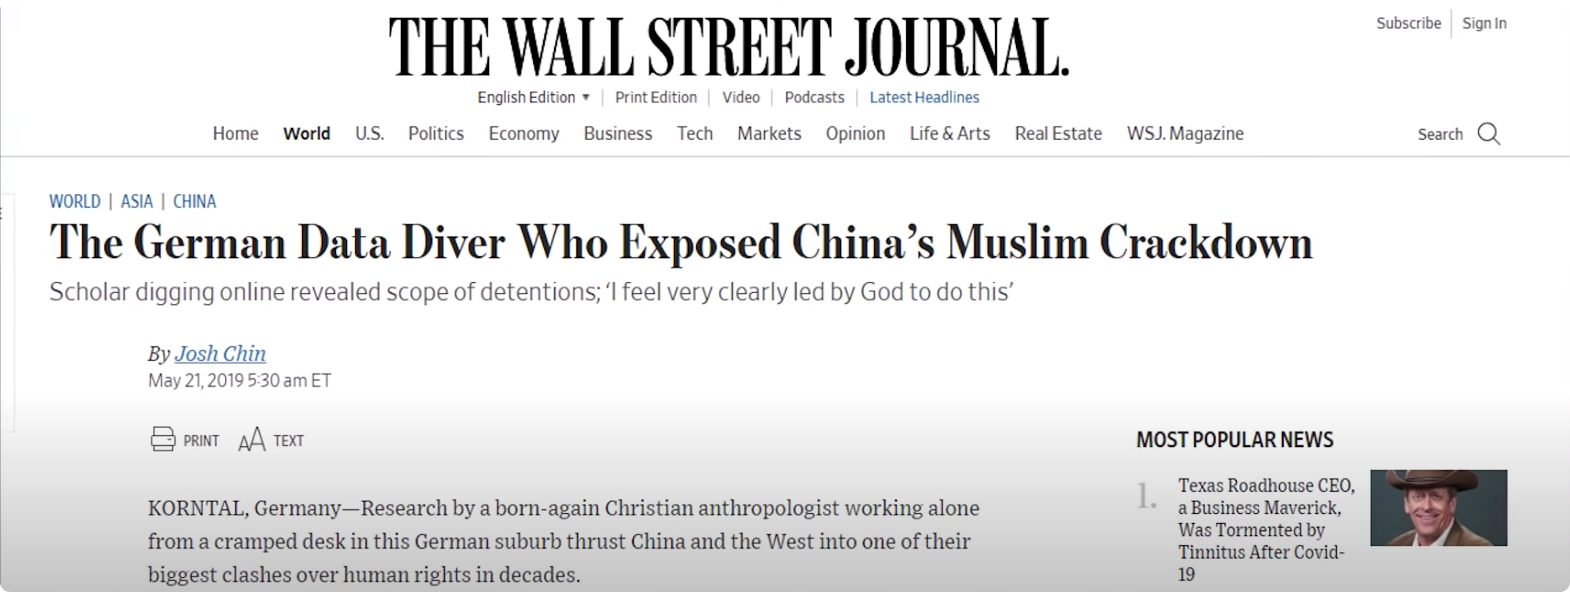 THE WALL STREET JOURNAL.
Subscribe Sign In
English Edition Print Edition Video Podcasts Latest Headlines
Home World U.S. Politics Economy Business Tech Markets Opinion Life & Arts Real Estate WSJ. Magazine Search
WORLD | ASIA | CHINA
The German Data Diver Who Exposed China's Muslim Crackdown
Scholar digging online revealed scope of detentions; 'I feel very clearly led by God to do this'
By Josh Chin
May 21, 2019 5:30 am ET
PRINT AA TEXT
KORNTAL, Germany—Research by a born-again Christian anthropologist working alone
from a cramped desk in this German suburb thrust China and the West into one of their
biggest clashes over human rights in decades.
MOST POPULAR NEWS
1.
Texas Roadhouse CEO,
a Business Maverick,
Was Tormented by
Tinnitus After Covid-
19